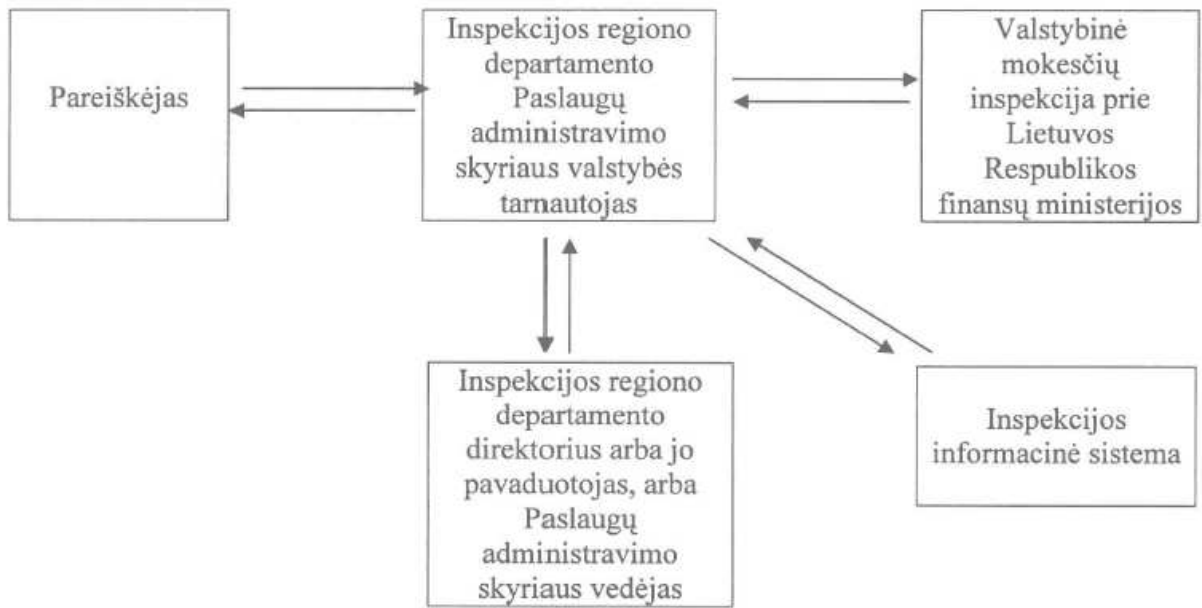 Pareiškėjas
Inspekcijos regiono
departamento
Paslaugų
administravimo
skyriaus valstybės
tarnautojas
Valstybinė
mokesčių
inspekcija prie
Lietuvos
Respublikos
finansų ministerijos
Inspekcijos regiono
departamento
direktorius arba jo
pavaduotojas, arba
Paslaugų
administravimo
skyriaus vedėjas
Inspekcijos
informacinė sistema